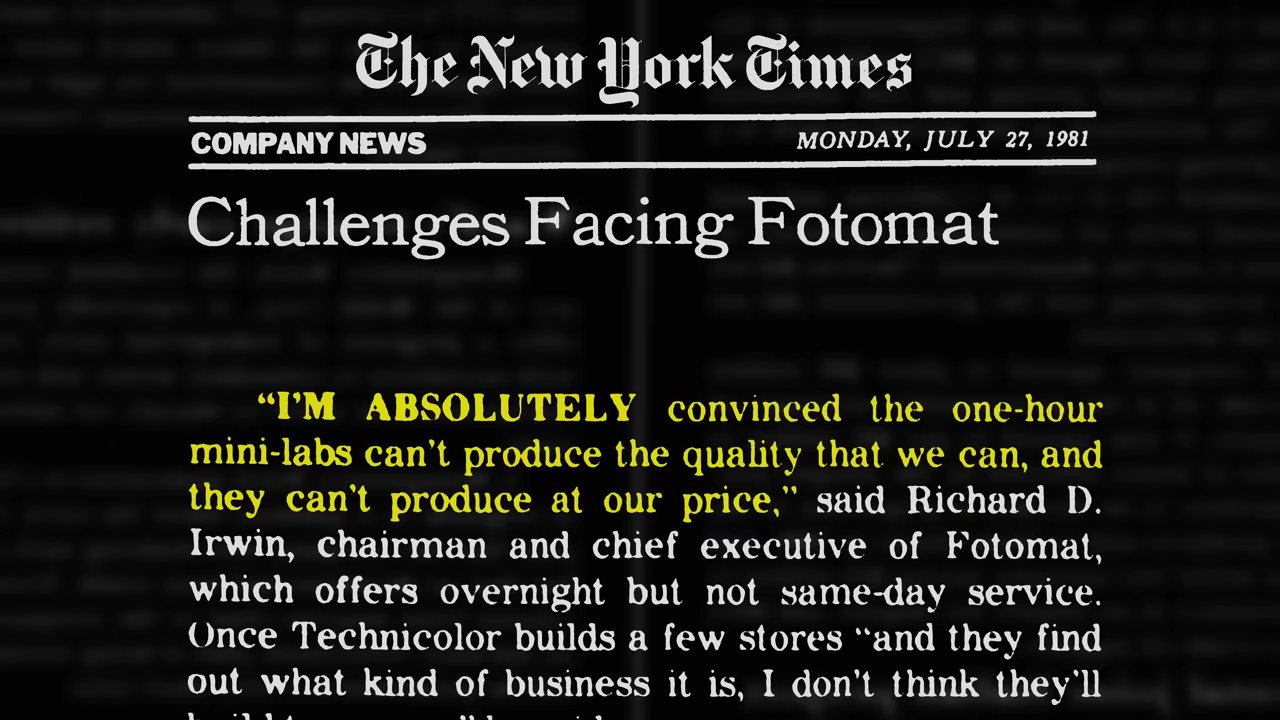 The New York Times
COMPANY NEWS MONDAY, JULY 27, 1981
Challenges Facing Fotomat
“I'M ABSOLUTELY convinced the one-hour
mini-labs can't produce the quality that we can, and
they can't produce at our price,” said Richard D.
Irwin, chairman and chief executive of Fotomat,
which offers overnight but not same-day service.
Once Technicolor builds a few stores “and they find
out what kind of business it is, I don't think they'll